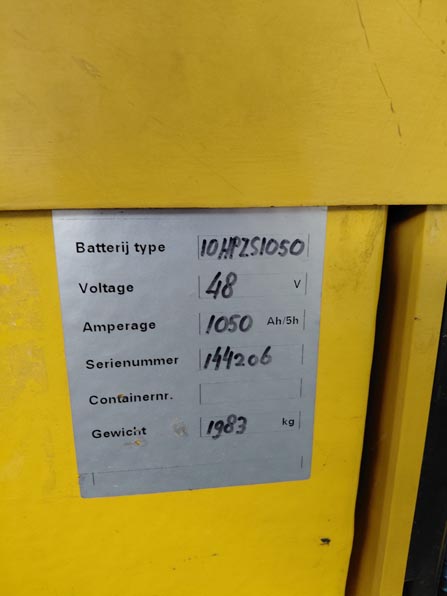 Batterij type 10HPZS1050
Voltage 48 V
Amperage 1050 Ah/5h
Serienummer 144206
Containernr.
Gewicht 1983 kg